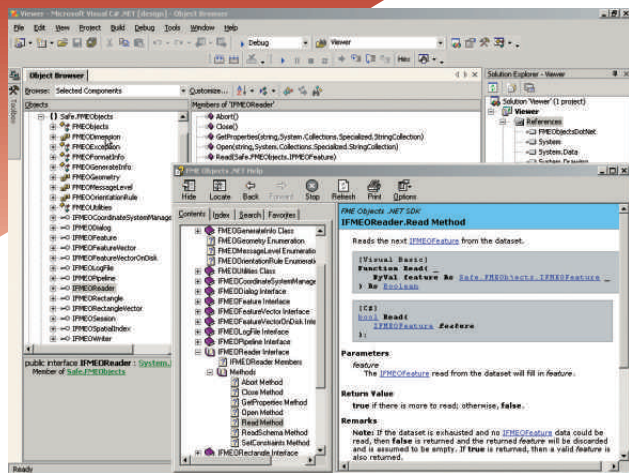 Viewer - Microsoft Visual C# .NET [design] - Object Browser
File Edit View Project Build Debug Tools Window Help
Debug
Viewer
Hex
Object Browser
Browse: Selected Components
Customize...
Objects
Members of 'IFMEOReader'
Toolbox
Safe.FMEObjects
FMEObjects
FMEODimension
FMEOException
FMEOFormatInfo
FMEOGenerateInfo
FMEOGeometry
FMEOMessageLevel
FMEOOrientationRule
FMEOUtilities
IFMEOCoordinateSystemManage
IFMEODialog
IFMEOFeature
IFMEOFeatureVector
IFMEOFeatureVectorOnDisk
IFMEOLogFile
IFMEOPipeline
IFMEOReader
IFMEORectangle
IFMEORectangleVector
IFMEOSession
IFMEOSpatialIndex
IFMEOWriter
Abort()
Close()
GetProperties(string,System.Collections.Specialized.StringCollection)
Open(string,System.Collections.Specialized.StringCollection)
Read(Safe.FMEObjects.IFMEOFeature)
Solution Explorer - Viewer
Solution 'Viewer' (1 project)
Viewer
References
FMEObjectsDotNet
System
System.Data
System.Drawing
public interface IFMEOReader : System.
Member of Safe.FMEObjects
Ready
FME Objects .NET Help
Hide Locate Back Forward Stop Refresh Print Options
Contents Index Search Favorites
FMEOGenerateInfo Class
FMEOGeometry Enumeration
FMEOMessageLevel Enumeratio
FMEOOrientationRule Enumerati
FMEOUtilities Class
IFMEOCoordinateSystemManage
IFMEODialog Interface
IFMEOFeature Interface
IFMEOFeatureVector Interface
IFMEOFeatureVectorOnDisk Inte
IFMEOLogFile Interface
IFMEOPipeline Interface
IFMEOReader Interface
IFMEOReader Members
Methods
Abort Method
Close Method
GetProperties Method
Open Method
Read Method
ReadSchema Method
SetConstraints Method
IFMEORectangle Interface
FME Objects .NET SDK
IFMEOReader.Read Method
Reads the next IFMEOFeature from the dataset.
[Visual Basic]
Function Read( _
ByVal feature As Safe.FMEObjects.IFMEOFeature _
) As Boolean
[C#]
bool Read(
IFMEOFeature feature
);
Parameters
feature
The IFMEOFeature read from the dataset will fill in feature.
Return Value
true if there is more to read; otherwise, false.
Remarks
Note: If the dataset is exhausted and no IFMEOFeature data could be
read, then false is returned and the returned feature will be discarded
and is assumed to be empty. If true is returned, then a valid feature is
also returned.